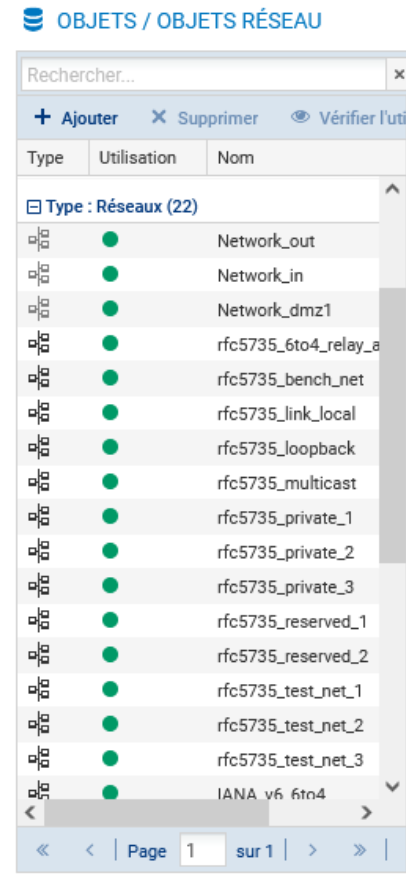 OBJETS / OBJETS RÉSEAU
Rechercher...
Ajouter Supprimer Vérifier l'uti
Type Utilisation Nom
Type : Réseaux (22)
Network_out
Network_in
Network_dmz1
rfc5735_6to4_relay_a
rfc5735_bench_net
rfc5735_link_local
rfc5735_loopback
rfc5735_multicast
rfc5735_private_1
rfc5735_private_2
rfc5735_private_3
rfc5735_reserved_1
rfc5735_reserved_2
rfc5735_test_net_1
rfc5735_test_net_2
rfc5735_test_net_3
IANA_v6_6to4
Page 1 sur 1